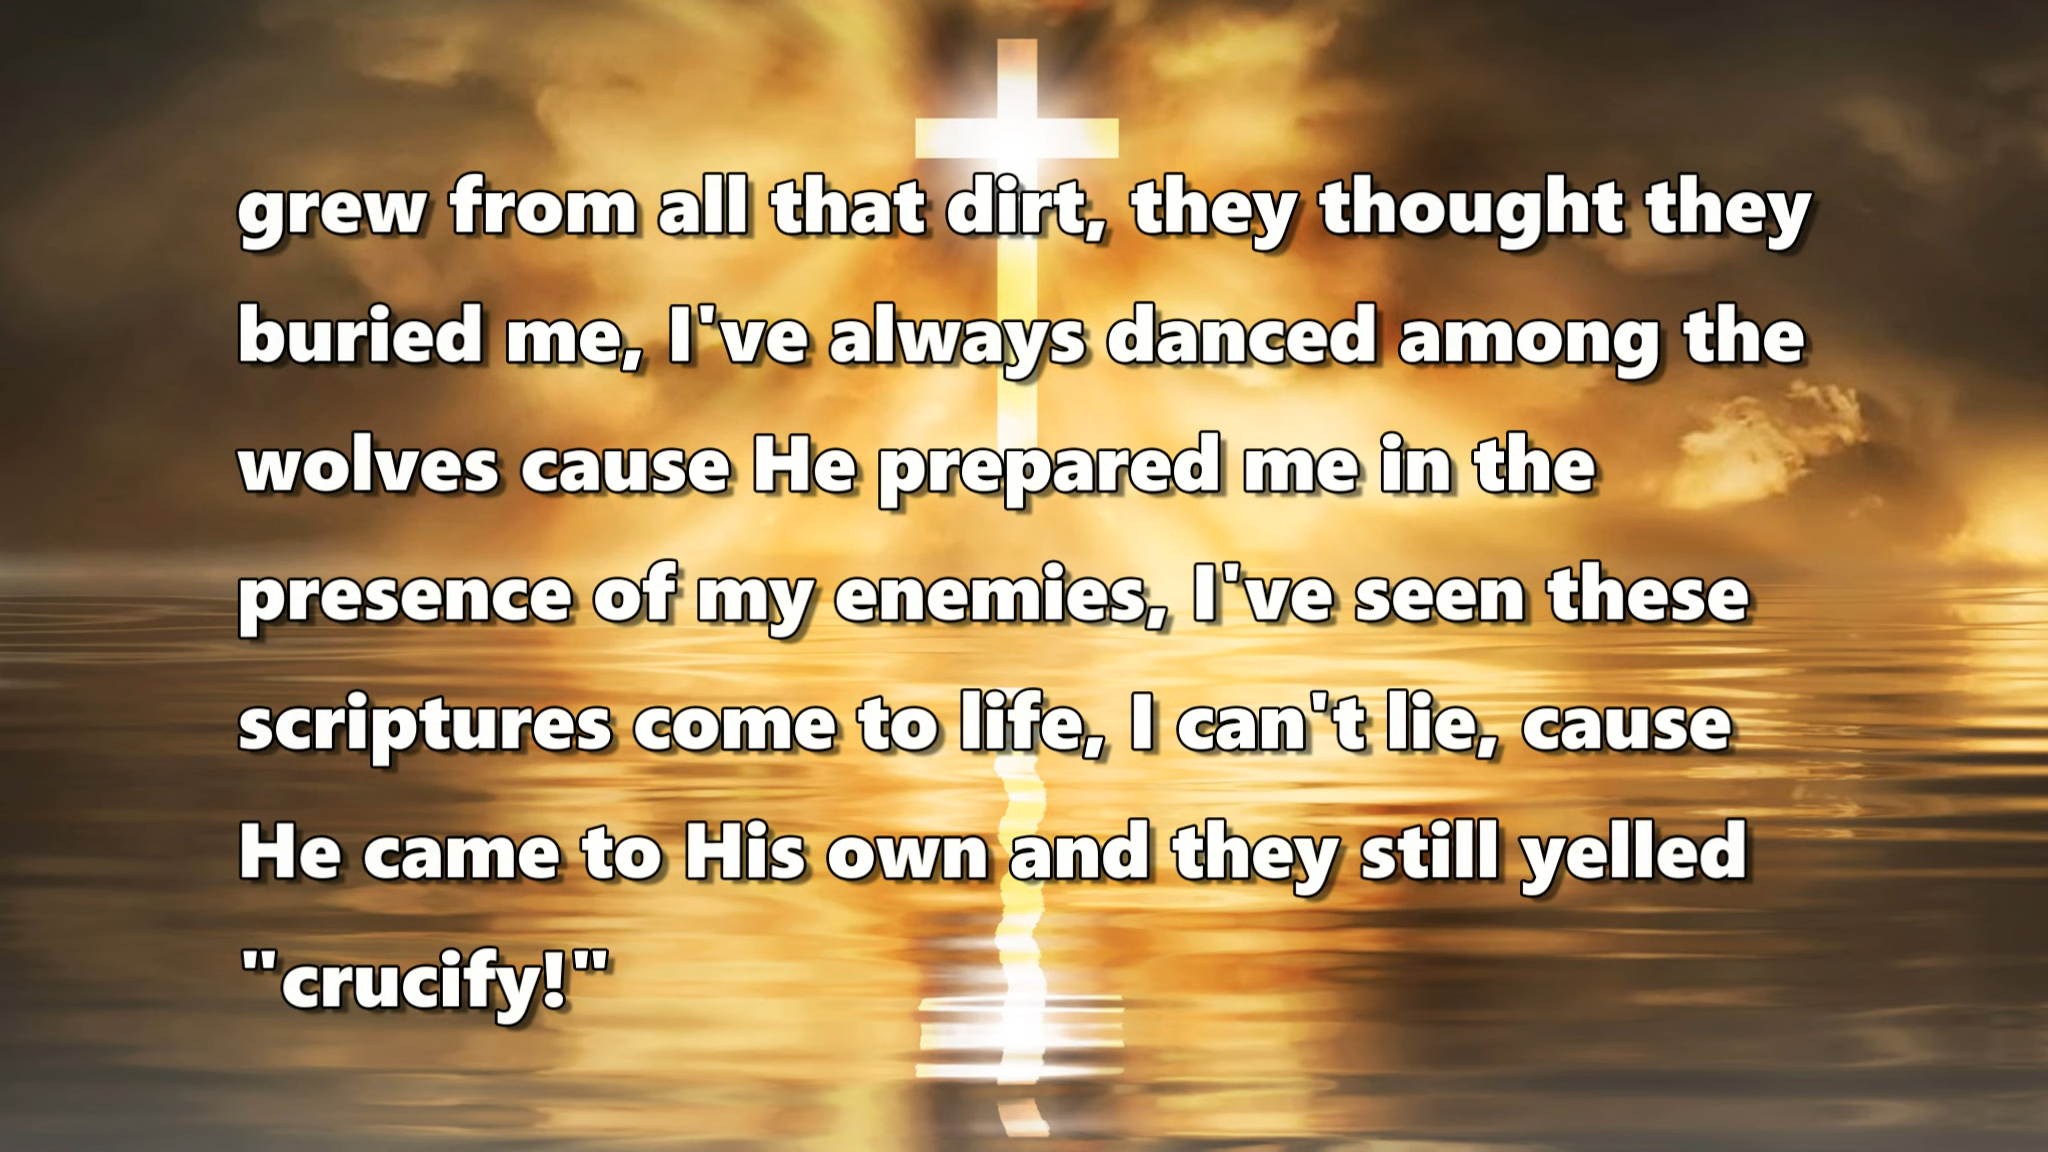 grew from all that dirt, they thought they
buried me, I've always danced among the
wolves cause He prepared me in the
presence of my enemies, I've seen these
scriptures come to life, I can't lie, cause
He came to His own and they still yelled
"crucify!"